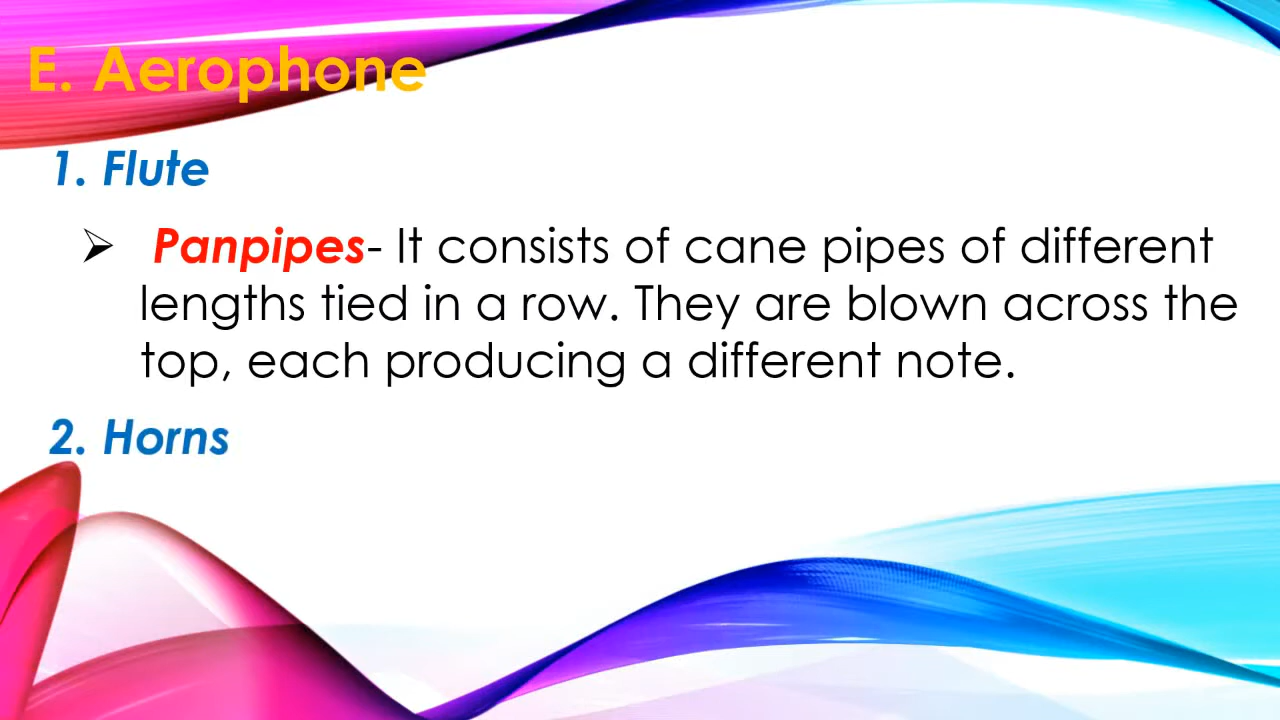 E. Aerophone
1. Flute
➢ Panpipes- It consists of cane pipes of different
lengths tied in a row. They are blown across the
top, each producing a different note.
2. Horns